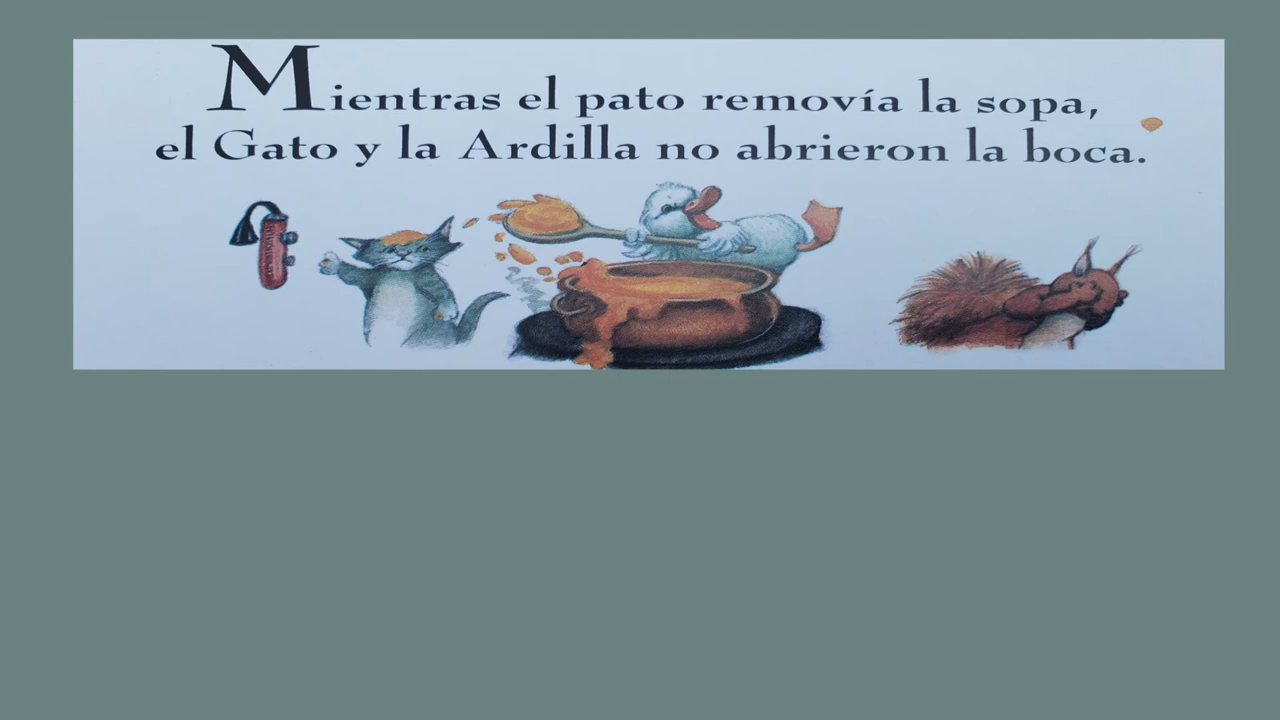 Mientras el pato removía la sopa,
el Gato y la Ardilla no abrieron la boca.